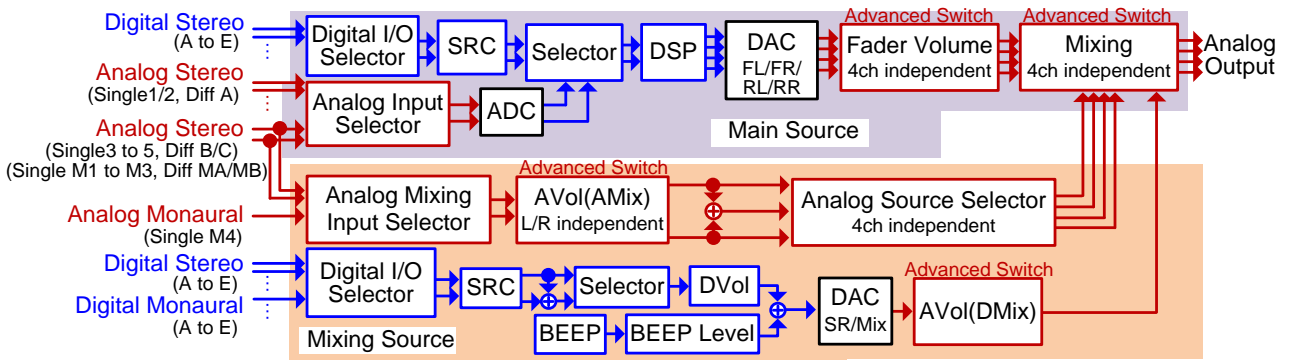 Digital Stereo
(A to E)
Analog Stereo
(Single1/2, Diff A)
Analog Stereo
(Single3 to 5, Diff B/C)
(Single M1 to M3, Diff MA/MB)
Analog Monaural
(Single M4)
Digital Stereo
(A to E)
Digital Monaural
(A to E)
Digital I/O
Selector
SRC
Selector
DSP
DAC
FL/FR/
RL/RR
Advanced Switch
Fader Volume
4ch independent
Advanced Switch
Mixing
4ch independent
Analog
Output
Analog Input
Selector
ADC
Main Source
Analog Mixing
Input Selector
Advanced Switch
AVol(AMix)
L/R independent
Analog Source Selector
4ch independent
Digital I/O
Selector
SRC
Selector
DVol
BEEP
BEEP Level
DAC
SR/Mix
Advanced Switch
AVol(DMix)
Mixing Source